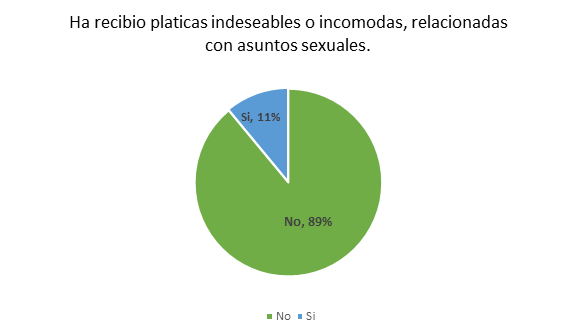 Ha recibio platicas indeseables o incomodas, relacionadas
con asuntos sexuales.
Si, 11%
No, 89%
No Si